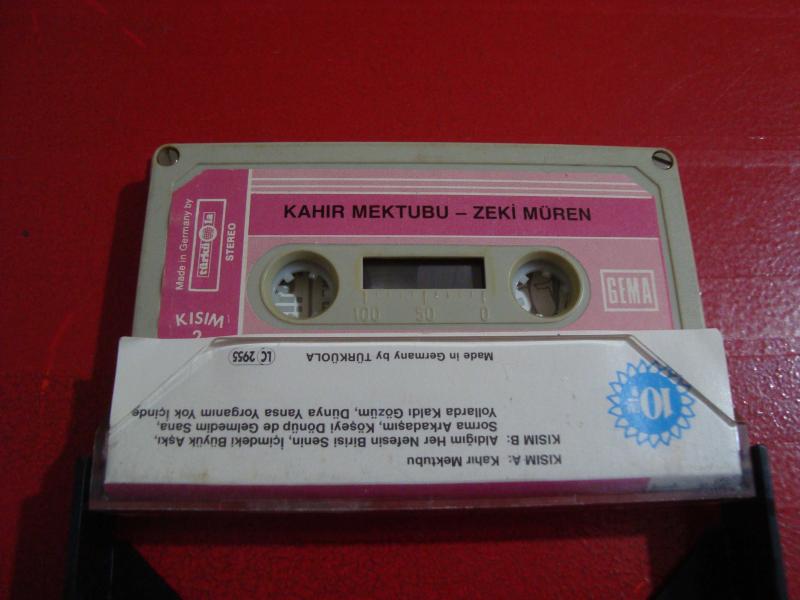 KAHIR MEKTUBU – ZEKİ MÜREN
Made in Germany by
türküola
STEREO
KISIM
2
GEMA
100 50 0
KISIM A: Kahır Mektubu
KISIM B: Aldığım Her Nefesin Birisi Senin, İçimdeki Büyük Aşkı,
Sorma Arkadaşım, Köşeyi Dönüp de Gelmedim Sana,
Yollarda Kaldı Gözüm, Dünya Yansa Yorganım Yok İçinde
10
Made in Germany by TÜRKÜOLA
LC 2955